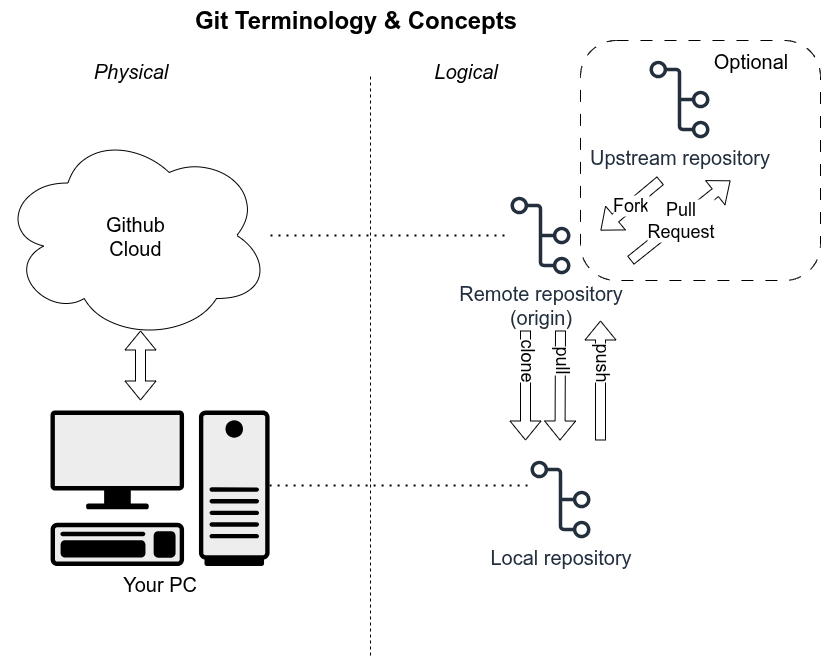 Git Terminology & Concepts
Physical
Logical
Optional
Upstream repository
Fork
Pull
Request
Github
Cloud
Remote repository
(origin)
clone
pull
push
Local repository
Your PC